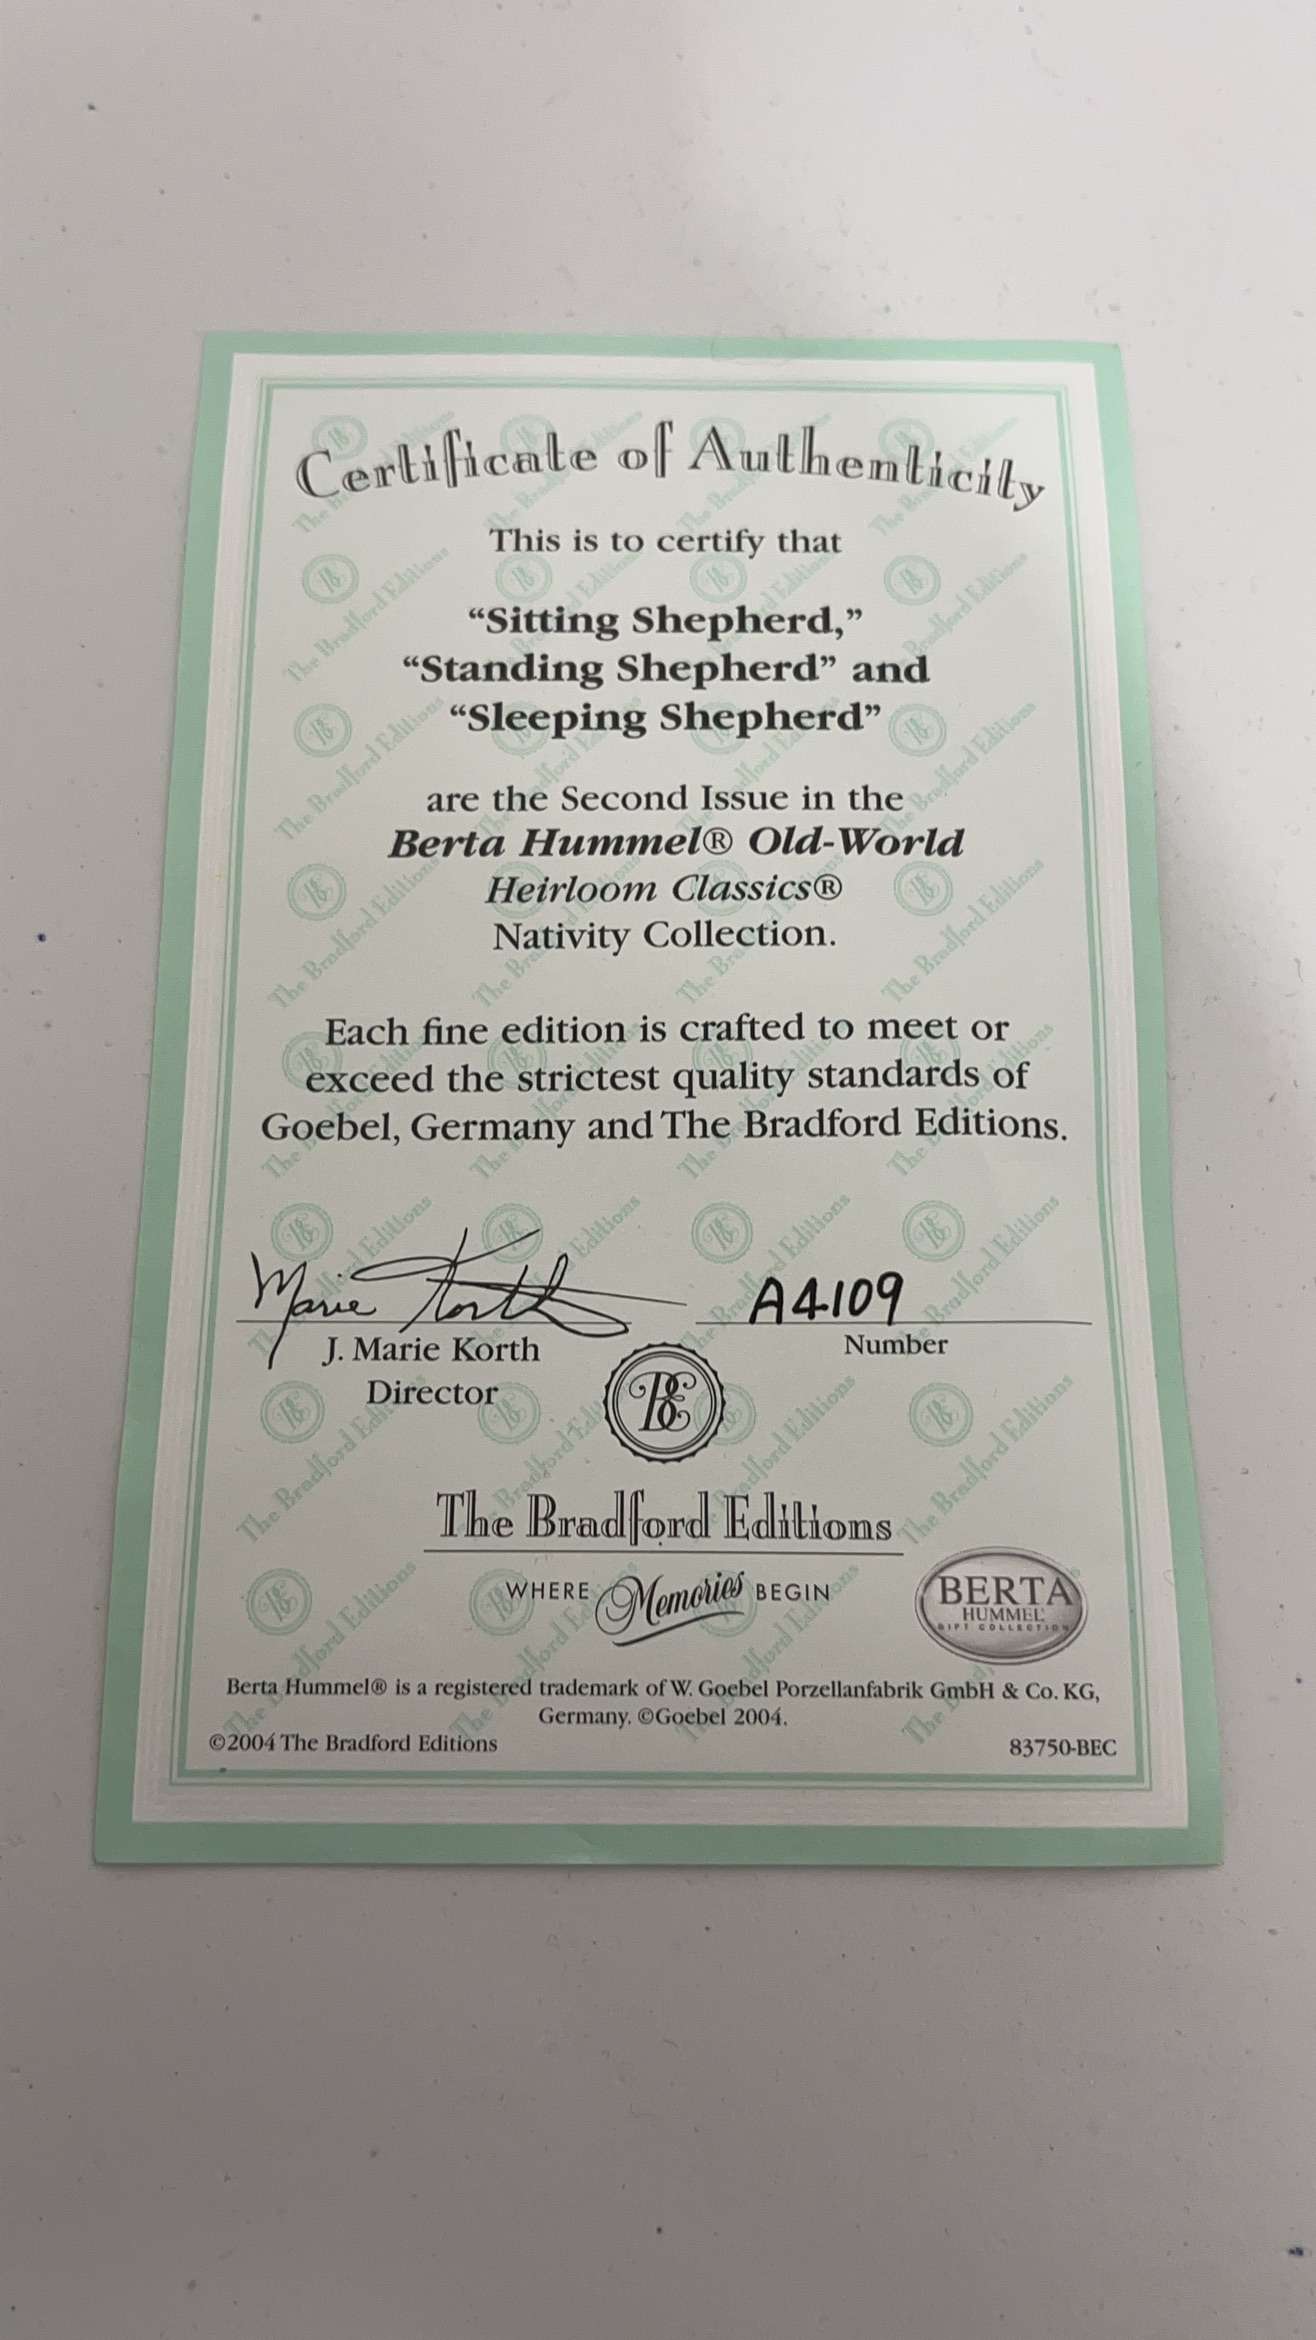 Certificate of Authenticity
This is to certify that
“Sitting Shepherd,”
“Standing Shepherd” and
“Sleeping Shepherd”
are the Second Issue in the
Berta Hummel® Old-World
Heirloom Classics®
Nativity Collection.
Each fine edition is crafted to meet or
exceed the strictest quality standards of
Goebel, Germany and The Bradford Editions.
Marie Korth
A4109
J. Marie Korth
Number
Director
BE
The Bradford Editions
WHERE Memories BEGIN
BERTA
HUMMEL
GIFT COLLECTION
Berta Hummel® is a registered trademark of W. Goebel Porzellanfabrik GmbH & Co. KG,
Germany. ©Goebel 2004.
©2004 The Bradford Editions
83750-BEC